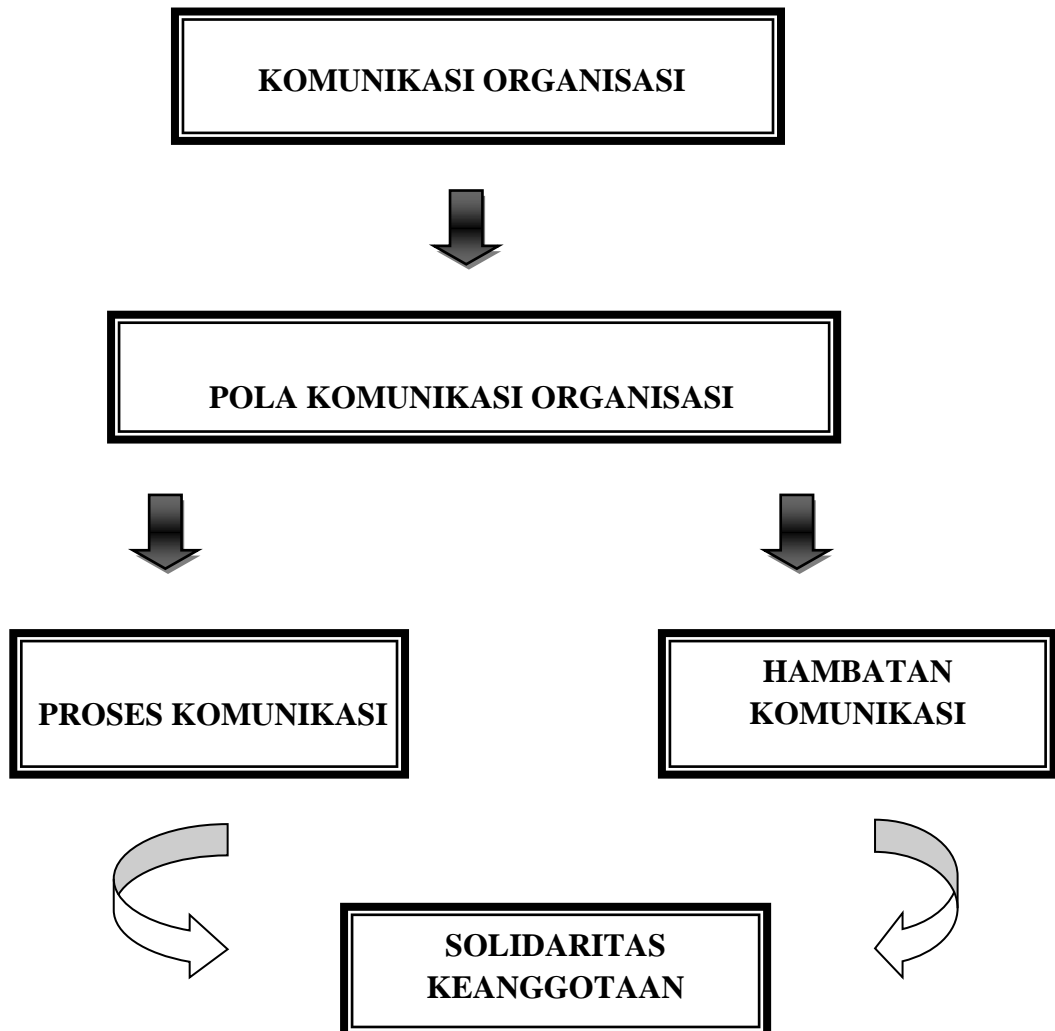 KOMUNIKASI ORGANISASI
POLA KOMUNIKASI ORGANISASI
PROSES KOMUNIKASI
HAMBATAN
KOMUNIKASI
SOLIDARITAS
KEANGGOTAAN